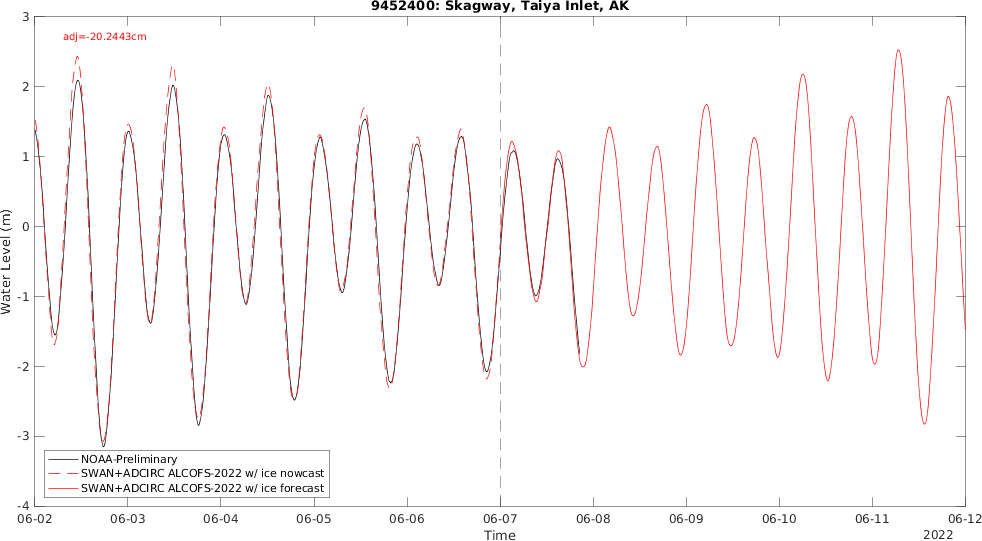 9452400: Skagway, Taiya Inlet, AK
adj=-20.2443cm
Water Level (m)
3
2
1
0
-1
-2
-3
-4
NOAA-Preliminary
SWAN+ADCIRC ALCOFS-2022 w/ ice nowcast
SWAN+ADCIRC ALCOFS-2022 w/ ice forecast
06-02 06-03 06-04 06-05 06-06 06-07 06-08 06-09 06-10 06-11 06-12
Time
2022